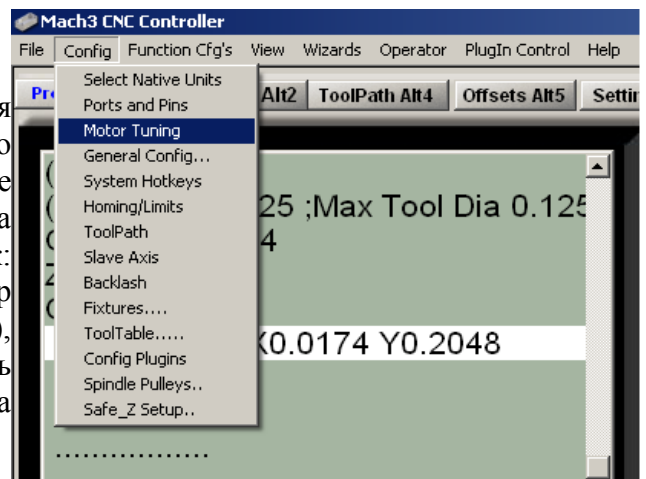 Mach3 CNC Controller
File Config Function Cfg's View Wizards Operator PlugIn Control Help
Select Native Units
Ports and Pins
Motor Tuning
General Config...
System Hotkeys
Homing/Limits
ToolPath
Slave Axis
Backlash
Fixtures....
ToolTable.....
Config Plugins
Spindle Pulleys..
Safe_Z Setup..
Alt2 ToolPath Alt4 Offsets Alt5
25 ;Max Tool Dia 0.125
4
X0.0174 Y0.2048
.................